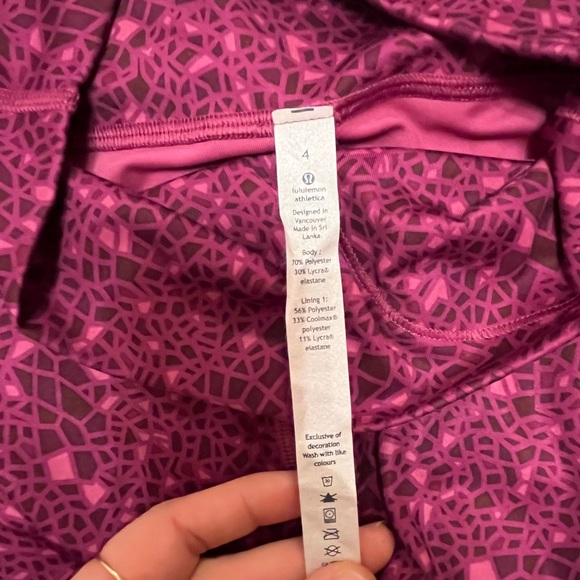 4
lululemon
athletica
Designed in
Vancouver
Made in Sri
Lanka
Body :
70% Polyester
30% Lycra®
elastane
Lining 1:
56% Polyester
33% Coolmax®
polyester
11% Lycra®
elastane
Exclusive of
decoration
Wash with like
colours
30